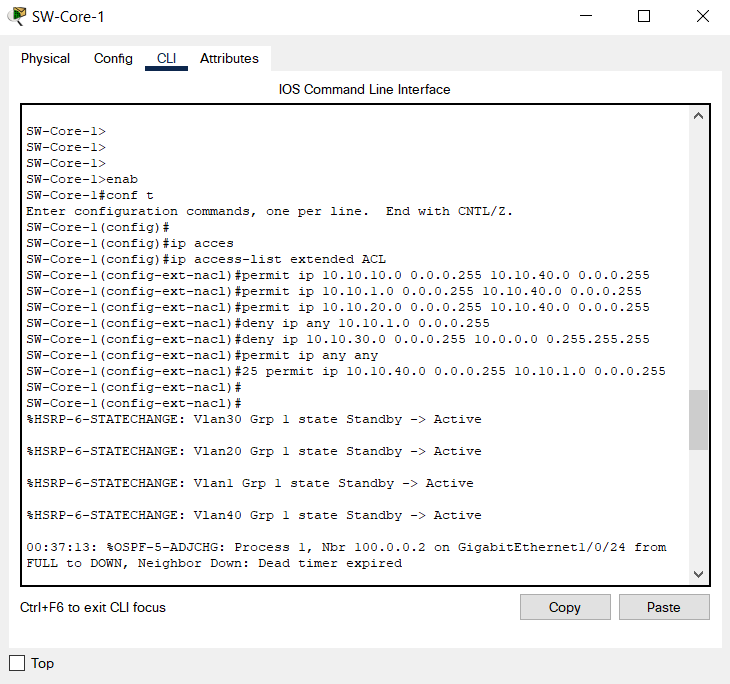 SW-Core-1
Physical Config CLI Attributes
IOS Command Line Interface
SW-Core-1>
SW-Core-1>
SW-Core-1>
SW-Core-1>enab
SW-Core-1#conf t
Enter configuration commands, one per line.  End with CNTL/Z.
SW-Core-1(config)#
SW-Core-1(config)#ip acces
SW-Core-1(config)#ip access-list extended ACL
SW-Core-1(config-ext-nacl)#permit ip 10.10.10.0 0.0.0.255 10.10.40.0 0.0.0.255
SW-Core-1(config-ext-nacl)#permit ip 10.10.1.0 0.0.0.255 10.10.40.0 0.0.0.255
SW-Core-1(config-ext-nacl)#permit ip 10.10.20.0 0.0.0.255 10.10.40.0 0.0.0.255
SW-Core-1(config-ext-nacl)#deny ip any 10.10.1.0 0.0.0.255
SW-Core-1(config-ext-nacl)#deny ip 10.10.30.0 0.0.0.255 10.0.0.0 0.255.255.255
SW-Core-1(config-ext-nacl)#permit ip any any
SW-Core-1(config-ext-nacl)#25 permit ip 10.10.40.0 0.0.0.255 10.10.1.0 0.0.0.255
SW-Core-1(config-ext-nacl)#
SW-Core-1(config-ext-nacl)#
%HSRP-6-STATECHANGE: Vlan30 Grp 1 state Standby -> Active
%HSRP-6-STATECHANGE: Vlan20 Grp 1 state Standby -> Active
%HSRP-6-STATECHANGE: Vlan1 Grp 1 state Standby -> Active
%HSRP-6-STATECHANGE: Vlan40 Grp 1 state Standby -> Active
00:37:13: %OSPF-5-ADJCHG: Process 1, Nbr 100.0.0.2 on GigabitEthernet1/0/24 from
FULL to DOWN, Neighbor Down: Dead timer expired
Ctrl+F6 to exit CLI focus
Copy Paste
Top